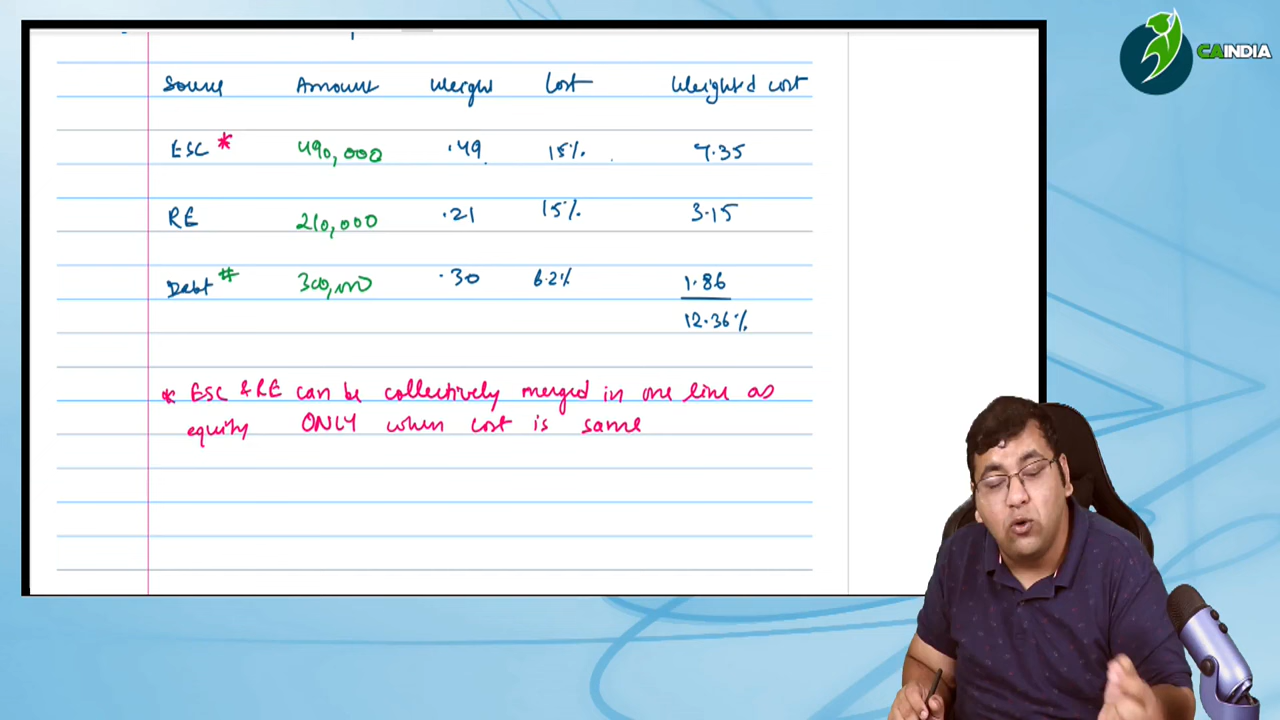 CAINDIA
Source Amount Weight Cost Weighted cost
ESC * 490,000 .49 15% 7.35
RE 210,000 .21 15% 3.15
Debt # 300,000 .30 6.2% 1.86
12.36%
* ESC & RE can be collectively merged in one line as
equity ONLY when cost is same